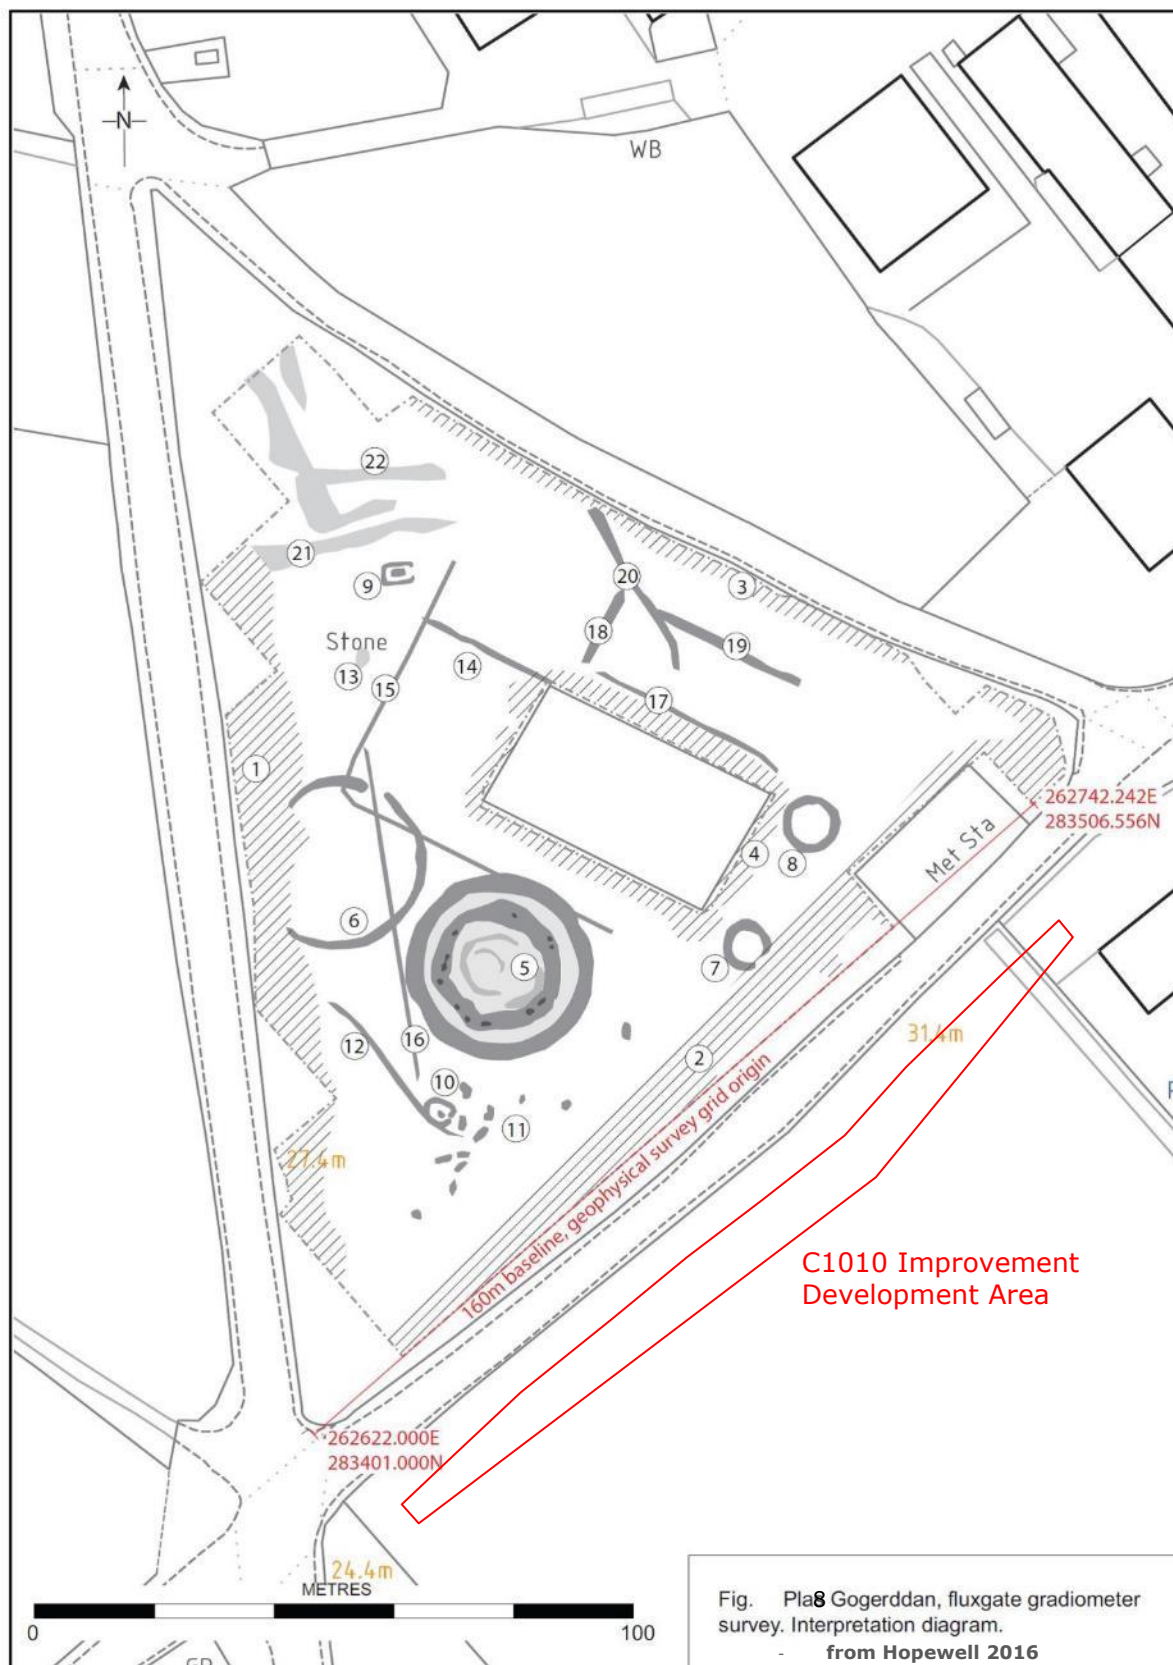 N
WB
22
21
9
20
3
18
19
Stone
13
15
14
17
1
262742.242E
283506.556N
4
8
Met Sta
6
5
7
31.4m
16
12
2
10
11
27.4m
160m baseline, geophysical survey grid origin
C1010 Improvement
Development Area
262622.000E
283401.000N
24.4m
METRES
0
100
Fig. Pla8 Gogerddan, fluxgate gradiometer
survey. Interpretation diagram.
- from Hopewell 2016